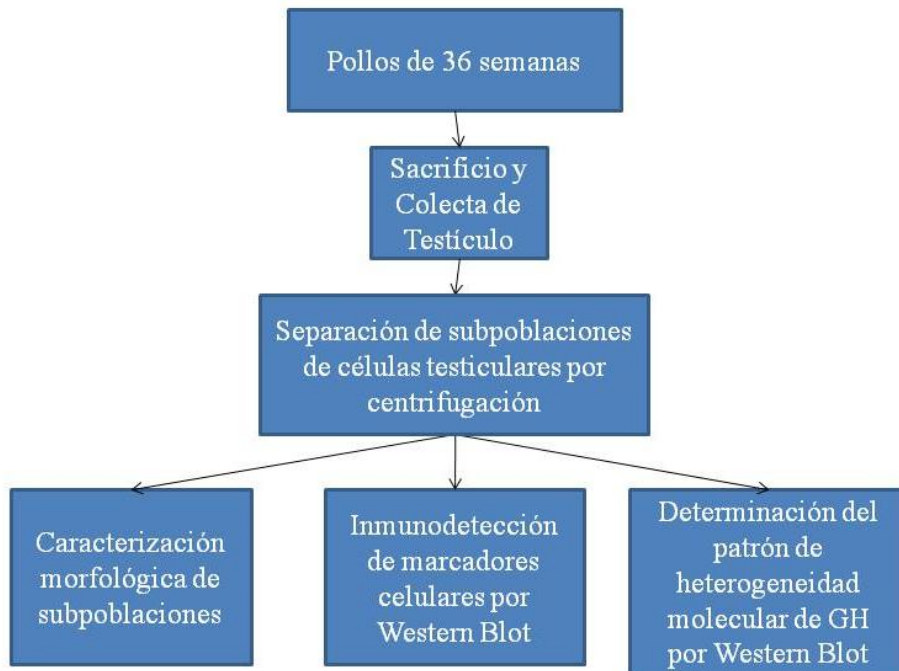 Pollos de 36 semanas
Sacrificio y
Colecta de
Testículo
Separación de subpoblaciones
de células testiculares por
centrifugación
Caracterización
morfológica de
subpoblaciones
Inmunodetección
de marcadores
celulares por
Western Blot
Determinación del
patrón de
heterogeneidad
molecular de GH
por Western Blot